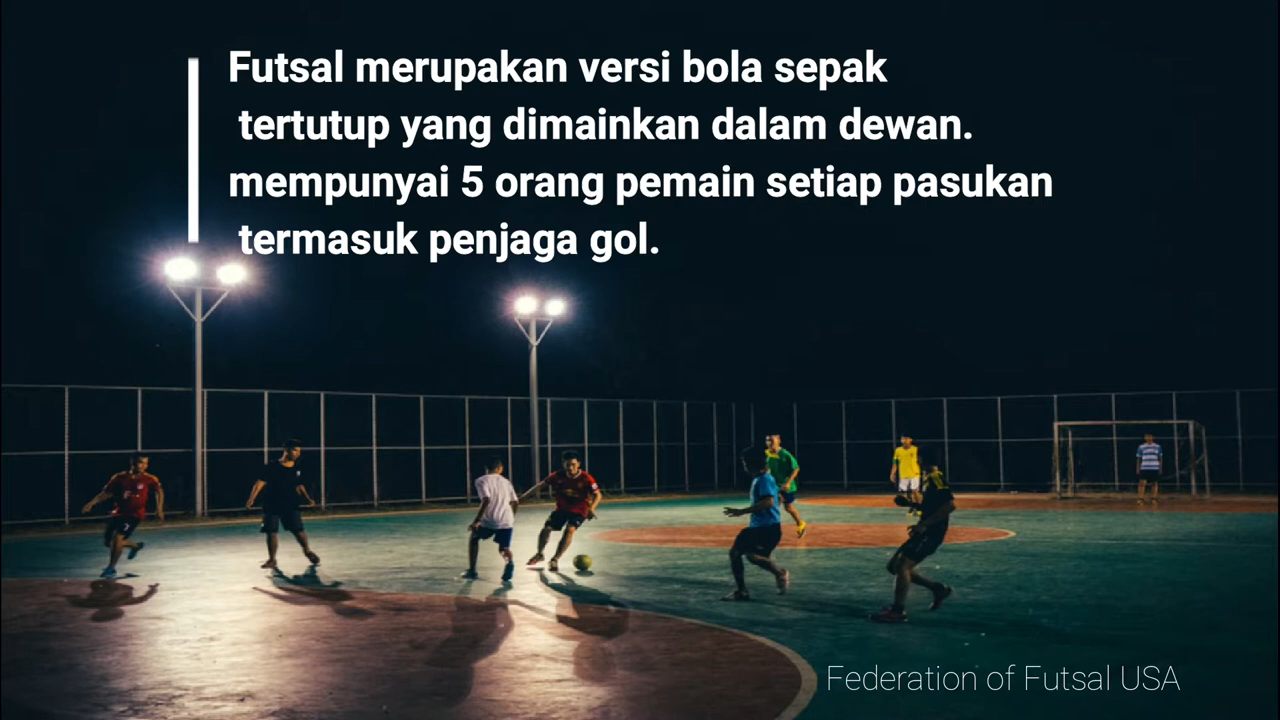 Futsal merupakan versi bola sepak
tertutup yang dimainkan dalam dewan.
mempunyai 5 orang pemain setiap pasukan
termasuk penjaga gol.
Federation of Futsal USA